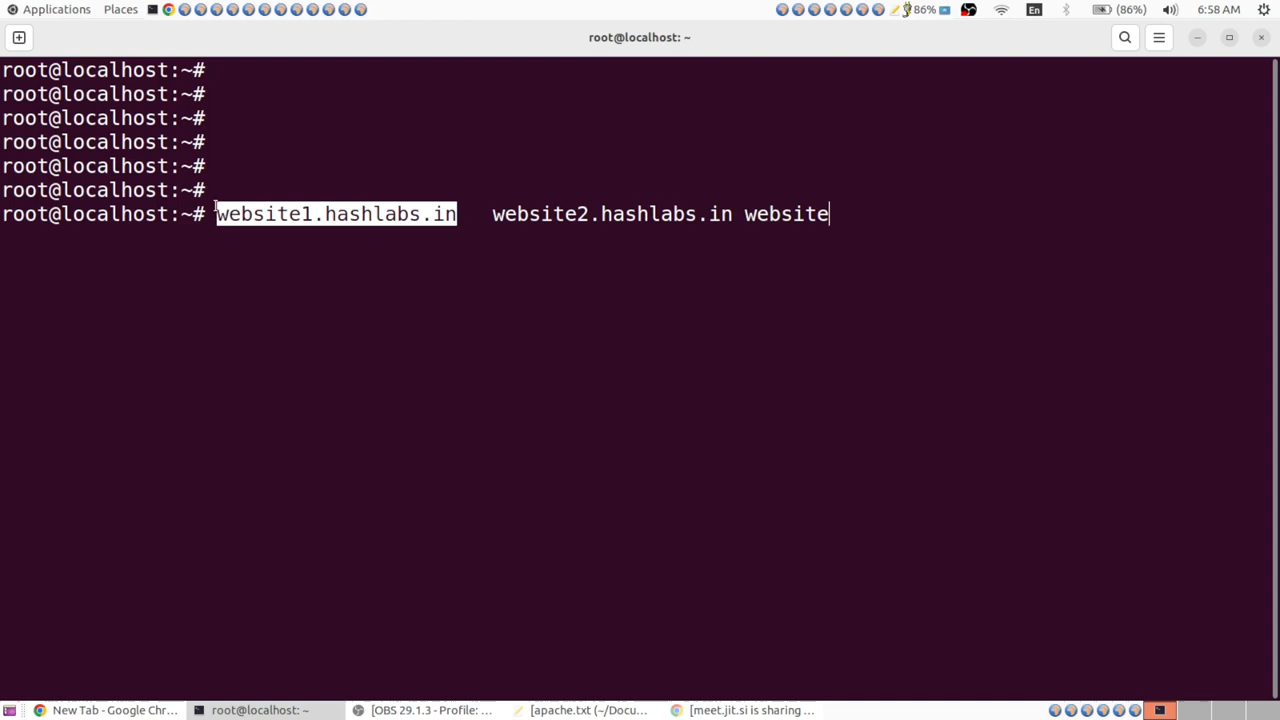 Applications Places 86% En (86%) 6:58 AM
root@localhost: ~
root@localhost:~#
root@localhost:~#
root@localhost:~#
root@localhost:~#
root@localhost:~#
root@localhost:~#
root@localhost:~# website1.hashlabs.in website2.hashlabs.in website
New Tab - Google Chr... root@localhost: ~ [OBS 29.1.3 - Profile: ... [apache.txt (~/Docu... [meet.jit.si is sharing ...